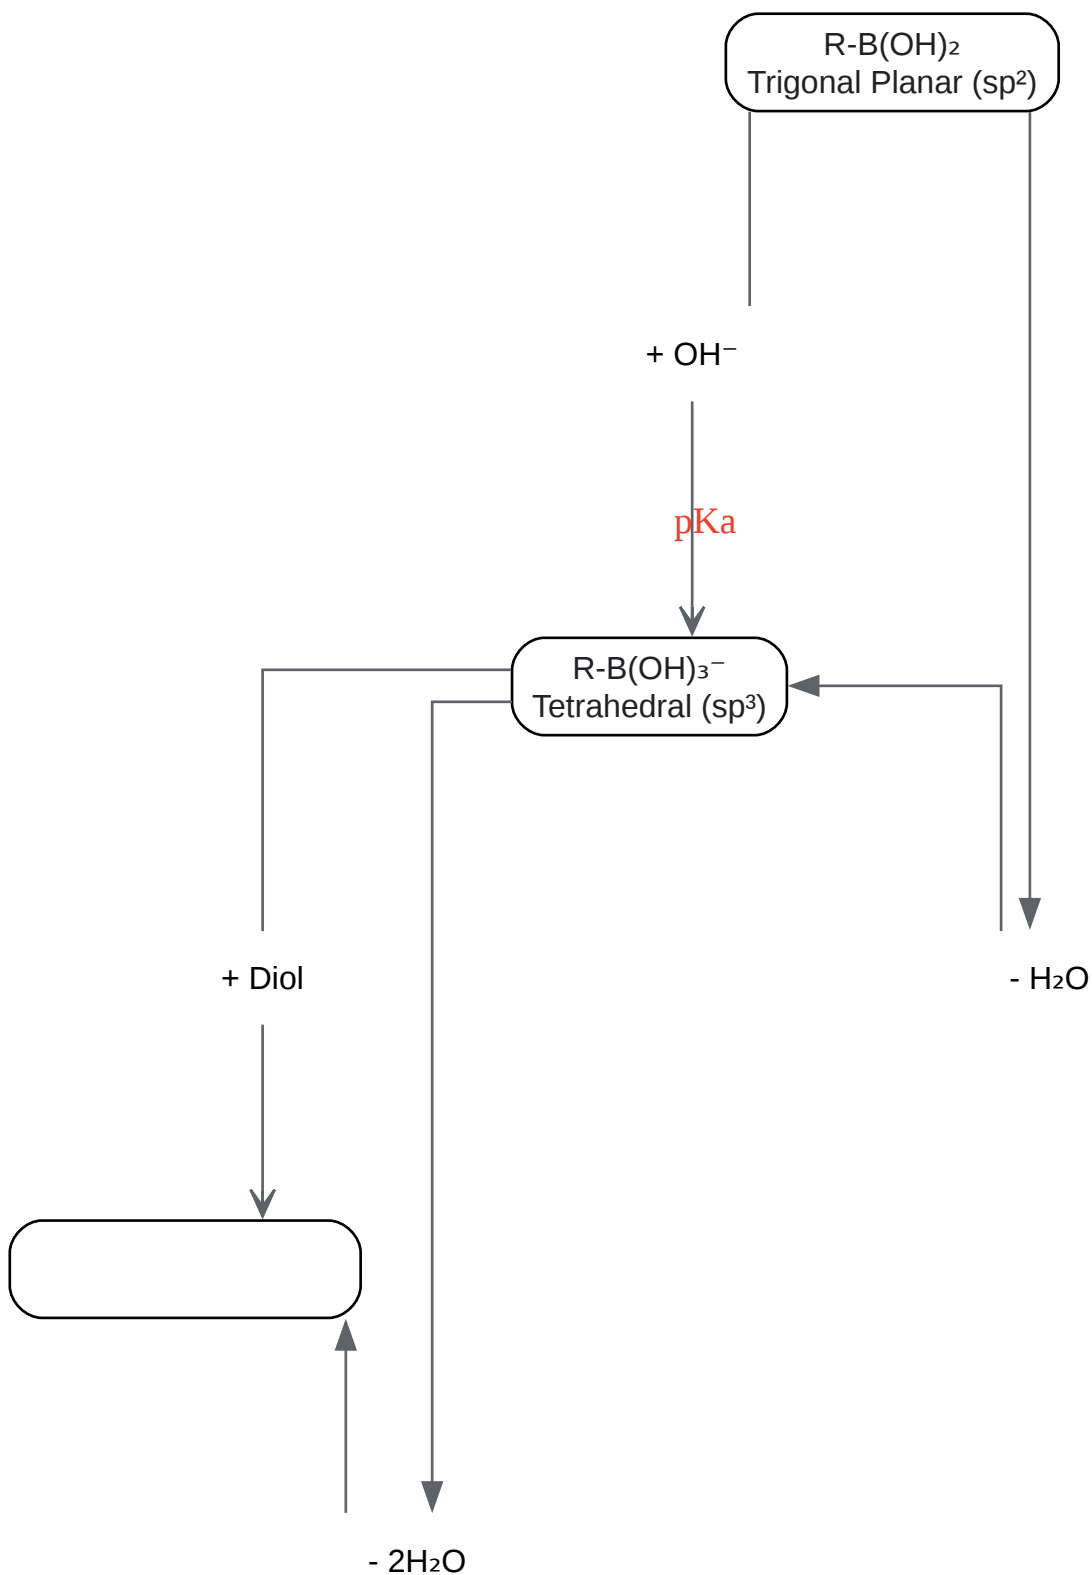 R-B(OH)₂
Trigonal Planar (sp²)
+ OH⁻
pKa
R-B(OH)₃⁻
Tetrahedral (sp³)
+ Diol
- H₂O
- 2H₂O